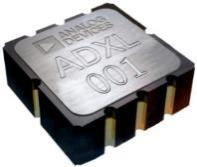 ANALOG
DEVICES
ADXL
001